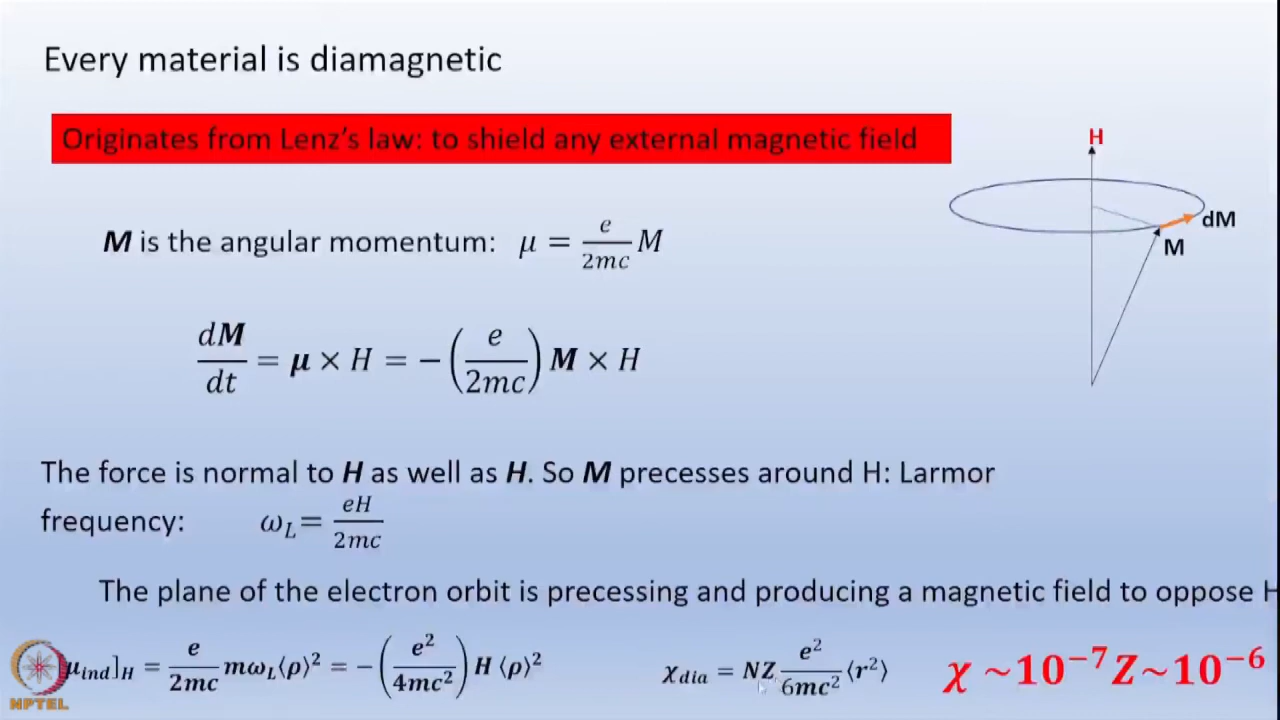 Every material is diamagnetic
Originates from Lenz's law: to shield any external magnetic field
H
dM
M
M is the angular momentum: μ = e/2mc M
dM/dt = μ × H = −(e/2mc) M × H
The force is normal to H as well as H. So M precesses around H: Larmor
frequency: ω_L = eH/2mc
The plane of the electron orbit is precessing and producing a magnetic field to oppose H
μ_ind]_H = e/2mc mω_L⟨ρ⟩² = −(e²/4mc²) H ⟨ρ⟩²
χ_dia = NZ e²/6mc² ⟨r²⟩
χ ~10⁻⁷Z~10⁻⁶
NPTEL